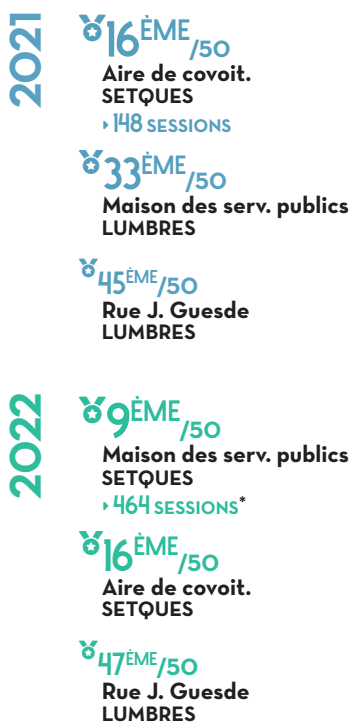 2021
16ÈME/50
Aire de covoit.
SETQUES
‣ 148 SESSIONS
33ÈME/50
Maison des serv. publics
LUMBRES
45ÈME/50
Rue J. Guesde
LUMBRES
2022
9ÈME/50
Maison des serv. publics
SETQUES
‣ 464 SESSIONS*
16ÈME/50
Aire de covoit.
SETQUES
47ÈME/50
Rue J. Guesde
LUMBRES